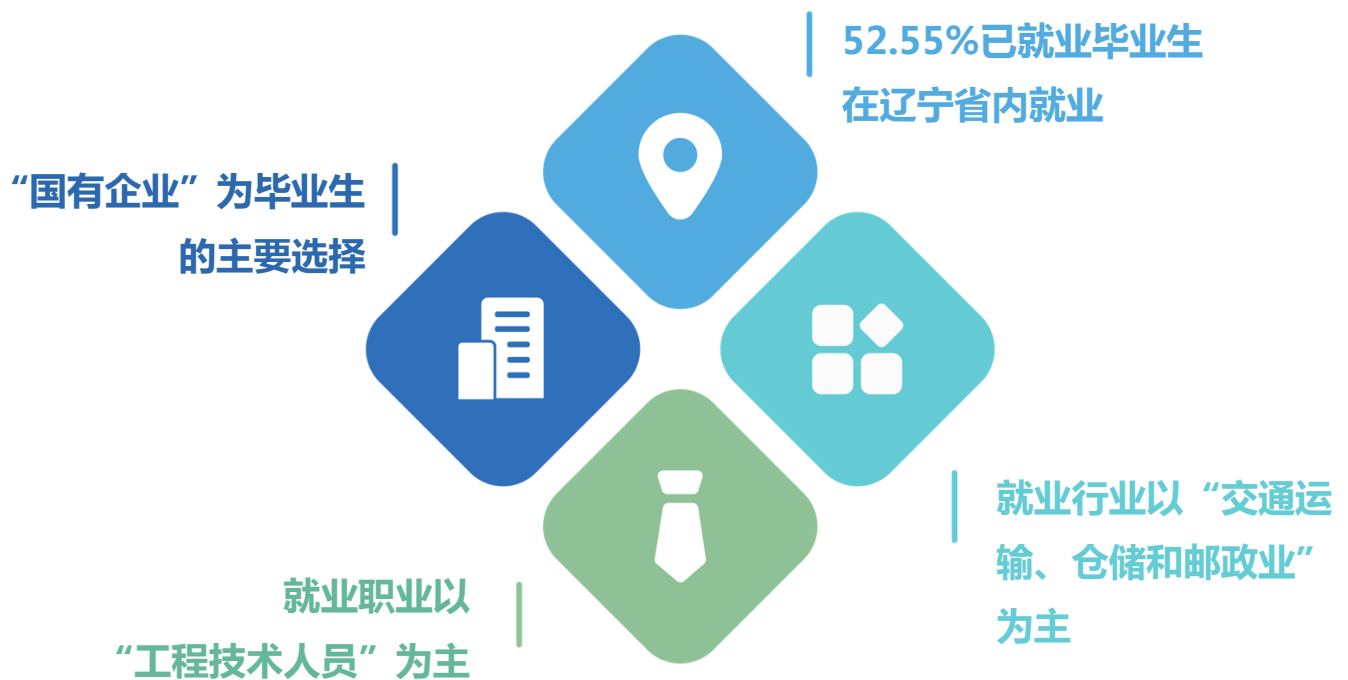 52.55%已就业毕业生
在辽宁省内就业
“国有企业”为毕业生
的主要选择
就业行业以“交通运
输、仓储和邮政业”
为主
就业职业以
“工程技术人员”为主